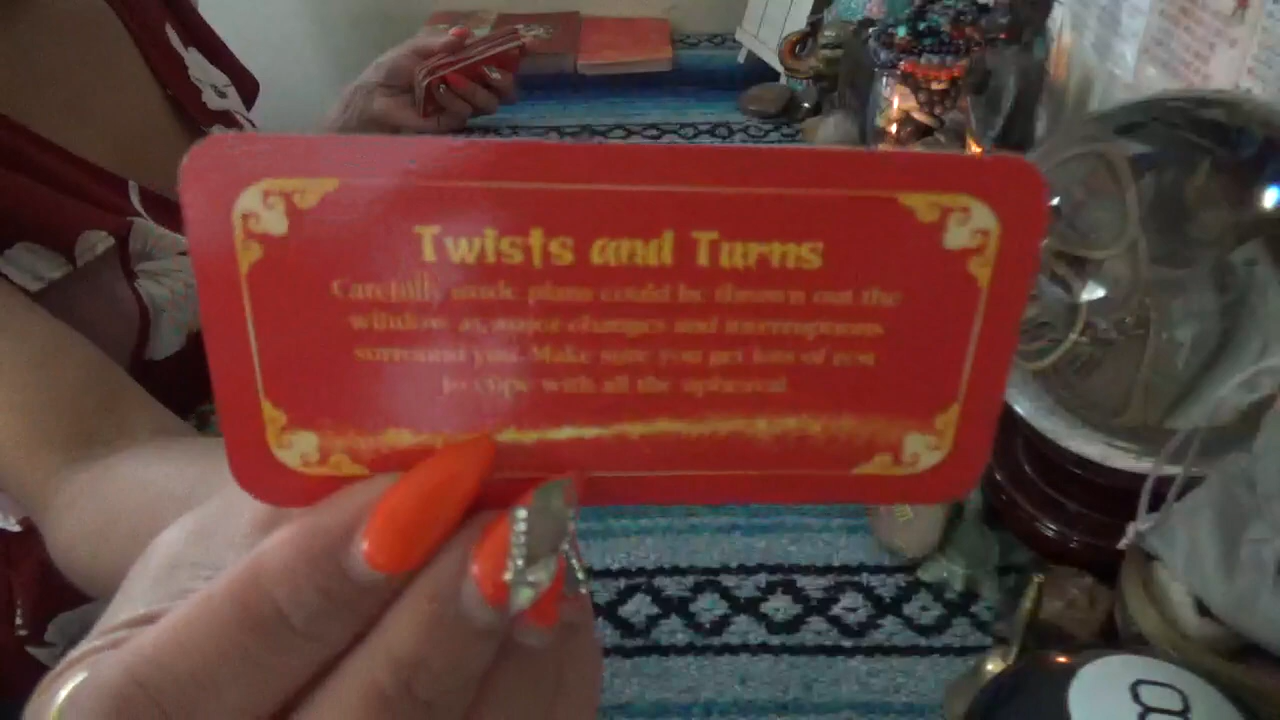 Twists and Turns
Carefully made plans could be thrown out the
window as major changes and interruptions
surround you. Make sure you get lots of rest
to cope with all the upheaval.
8